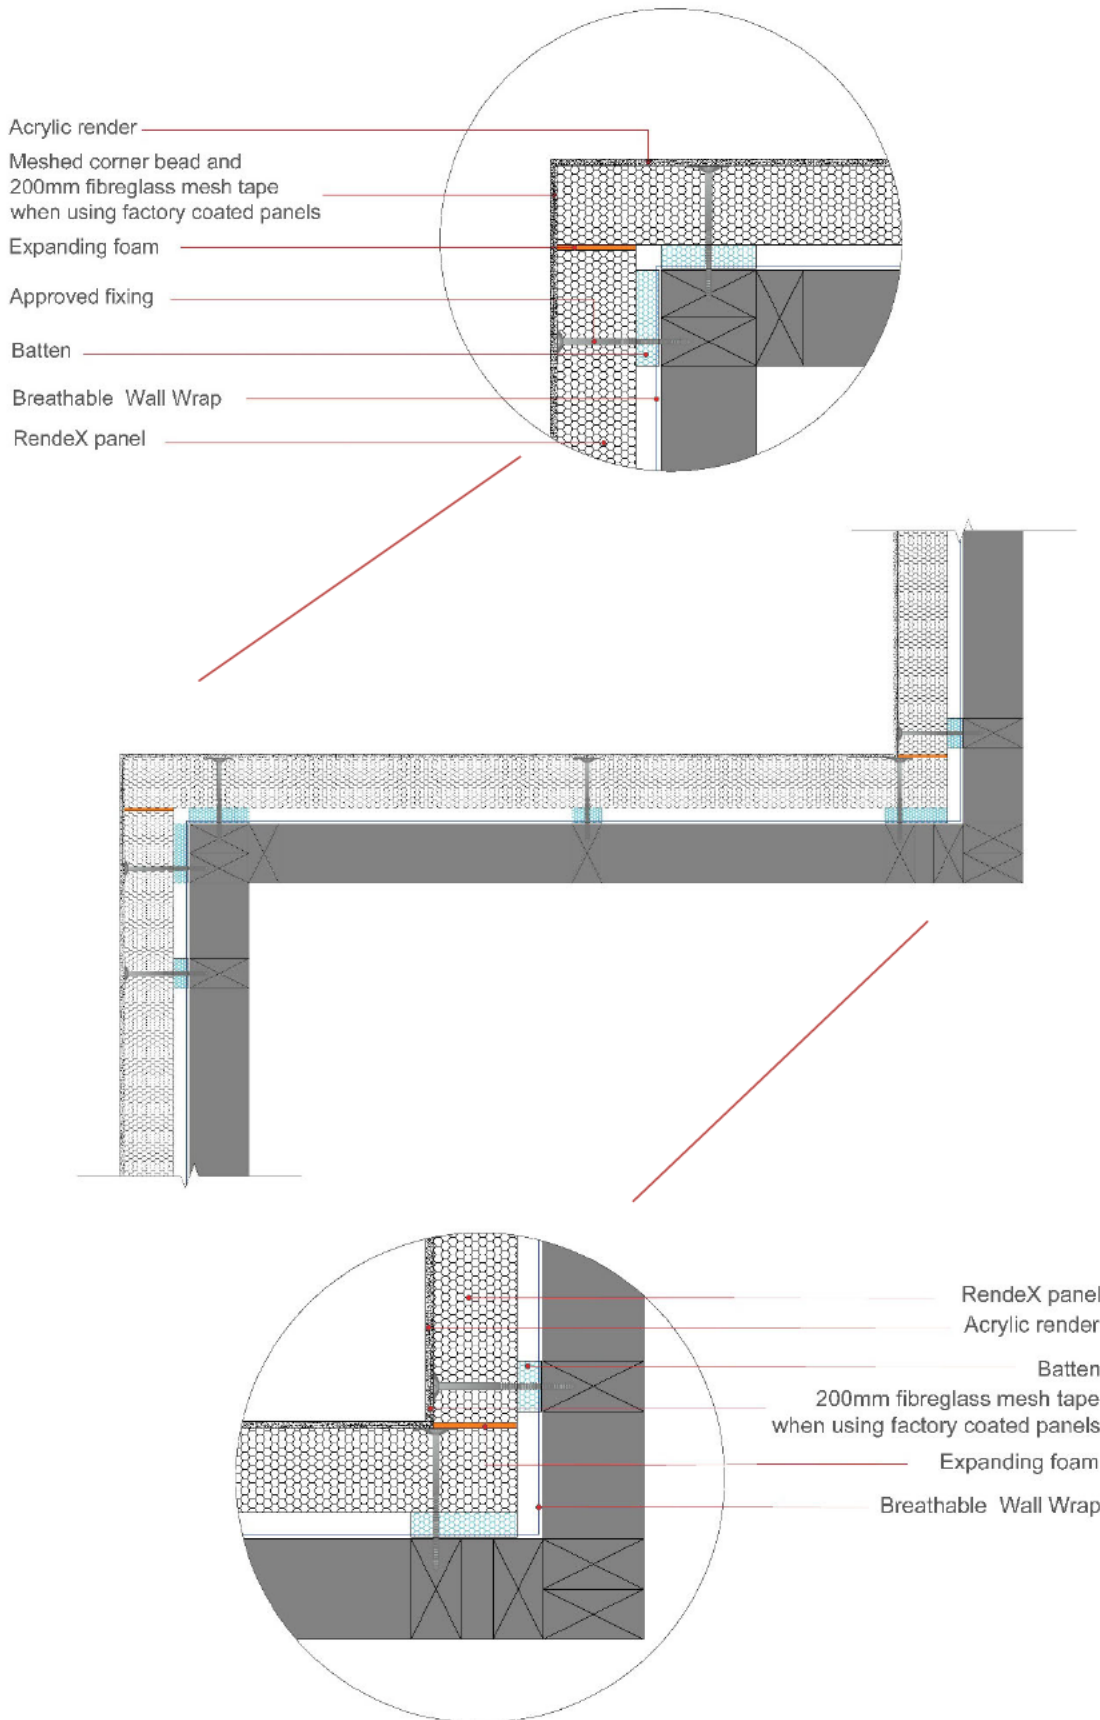 Acrylic render
Meshed corner bead and
200mm fibreglass mesh tape
when using factory coated panels
Expanding foam
Approved fixing
Batten
Breathable Wall Wrap
RendeX panel
RendeX panel
Acrylic render
Batten
200mm fibreglass mesh tape
when using factory coated panels
Expanding foam
Breathable Wall Wrap